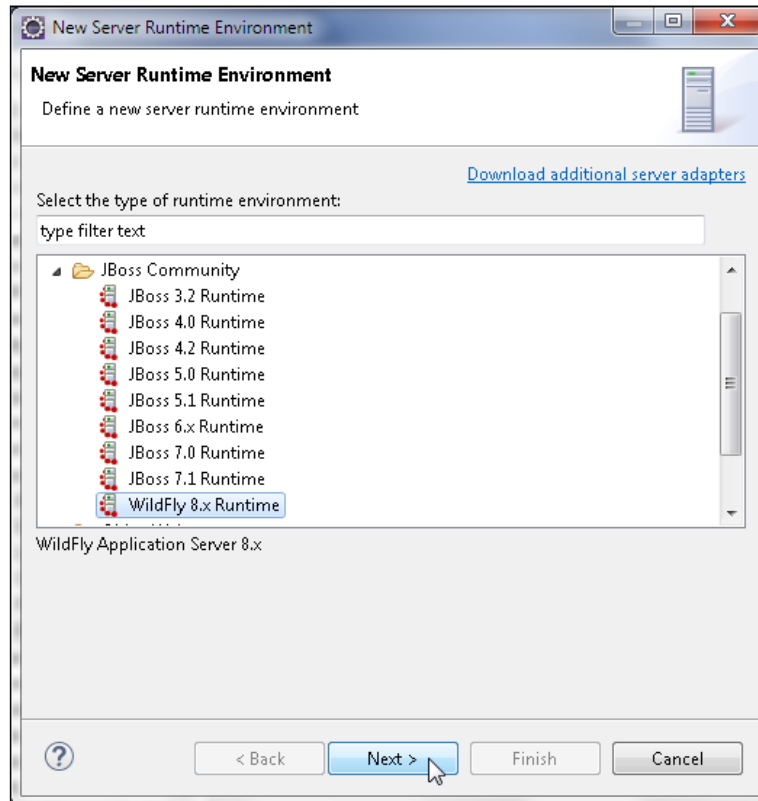 New Server Runtime Environment
New Server Runtime Environment
Define a new server runtime environment
Download additional server adapters
Select the type of runtime environment:
type filter text
JBoss Community
JBoss 3.2 Runtime
JBoss 4.0 Runtime
JBoss 4.2 Runtime
JBoss 5.0 Runtime
JBoss 5.1 Runtime
JBoss 6.x Runtime
JBoss 7.0 Runtime
JBoss 7.1 Runtime
WildFly 8.x Runtime
WildFly Application Server 8.x
? < Back Next > Finish Cancel